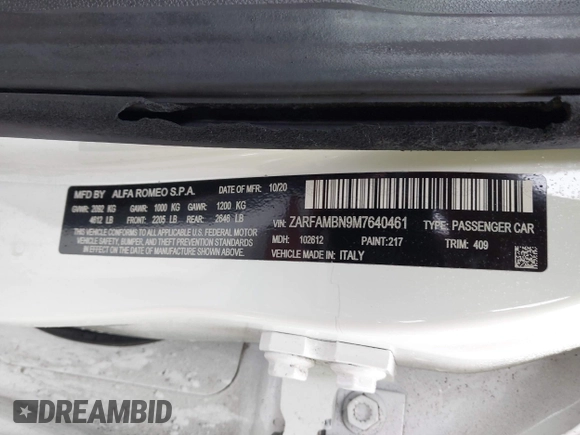 MFD BY ALFA ROMEO S.P.A. DATE OF MFR. 10/20
GVWR: 2092 KG GAWR: 1000 KG GAWR: 1200 KG
4612 LB FRONT: 2205 LB REAR: 2646 LB
THIS VEHICLE CONFORMS TO ALL APPLICABLE U.S. FEDERAL MOTOR
VEHICLE SAFETY, BUMPER, AND THEFT PREVENTION STANDARDS
IN EFFECT ON THE DATE OF MANUFACTURE SHOWN ABOVE.
VIN: ZARFAMBN9M7640461 TYPE: PASSENGER CAR
MDH: 102612 PAINT: 217 TRIM: 409
VEHICLE MADE IN: ITALY
DREAMBID